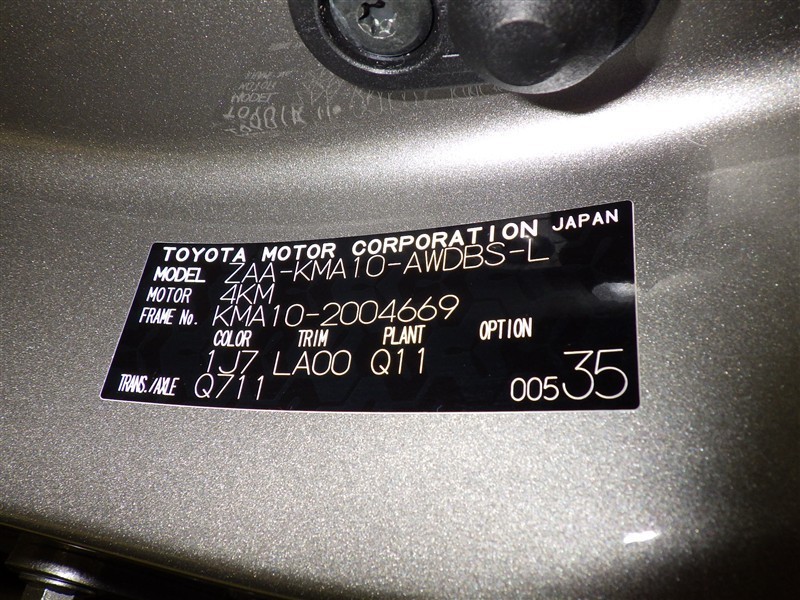 TOYOTA MOTOR CORPORATION JAPAN
MODEL ZAA-KMA10-AWDBS-L
MOTOR 4KM
FRAME No. KMA10-2004669
COLOR TRIM PLANT OPTION
1J7 LA00 Q11
TRANS./AXLE Q711 00535